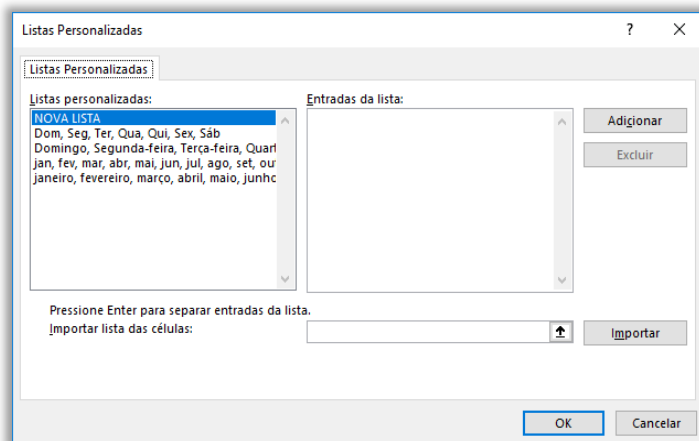 Listas Personalizadas
?
Listas Personalizadas
Listas personalizadas:
Entradas da lista:
NOVA LISTA
Dom, Seg, Ter, Qua, Qui, Sex, Sáb
Domingo, Segunda-feira, Terça-feira, Quart
jan, fev, mar, abr, mai, jun, jul, ago, set, ou
janeiro, fevereiro, março, abril, maio, junho
Adicionar
Excluir
Pressione Enter para separar entradas da lista.
Importar lista das células:
Importar
OK
Cancelar